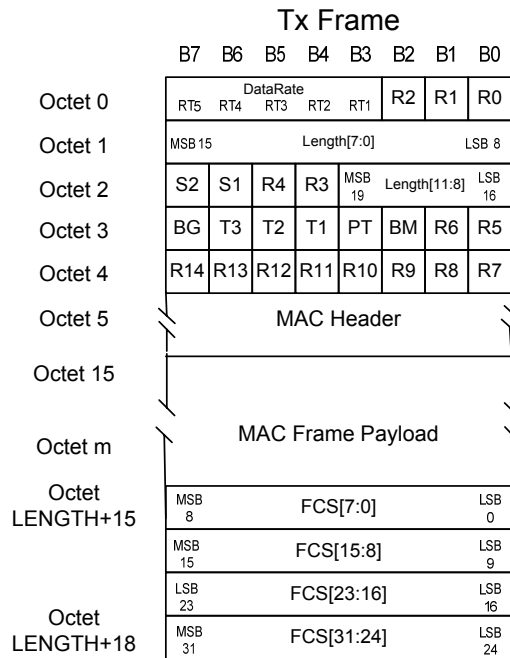 Tx Frame
B7 B6 B5 B4 B3 B2 B1 B0
Octet 0 DataRate R2 R1 R0
RT5 RT4 RT3 RT2 RT1
Octet 1 MSB 15 Length[7:0] LSB 8
Octet 2 S2 S1 R4 R3 MSB 19 Length[11:8] LSB 16
Octet 3 BG T3 T2 T1 PT BM R6 R5
Octet 4 R14 R13 R12 R11 R10 R9 R8 R7
Octet 5 MAC Header
Octet 15
Octet m MAC Frame Payload
Octet LENGTH+15 MSB 8 FCS[7:0] LSB 0
MSB 15 FCS[15:8] LSB 9
LSB 23 FCS[23:16] LSB 16
Octet LENGTH+18 MSB 31 FCS[31:24] LSB 24